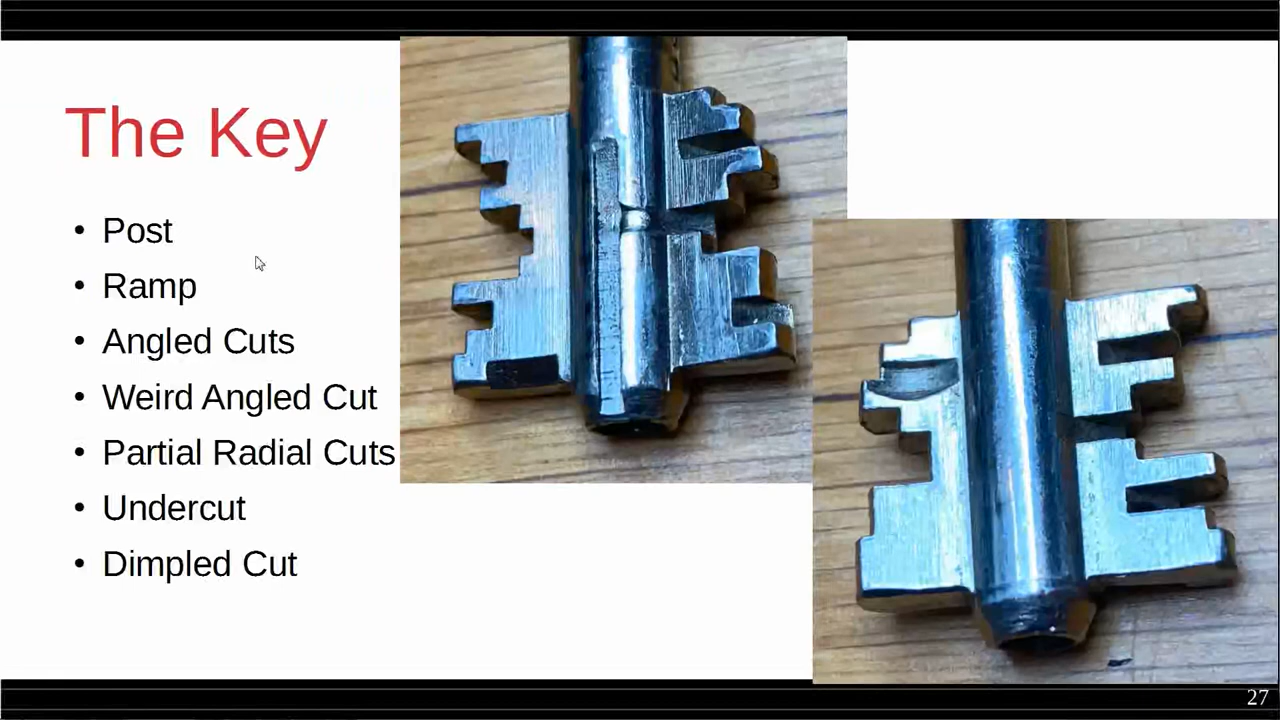 The Key
• Post
• Ramp
• Angled Cuts
• Weird Angled Cut
• Partial Radial Cuts
• Undercut
• Dimpled Cut
27